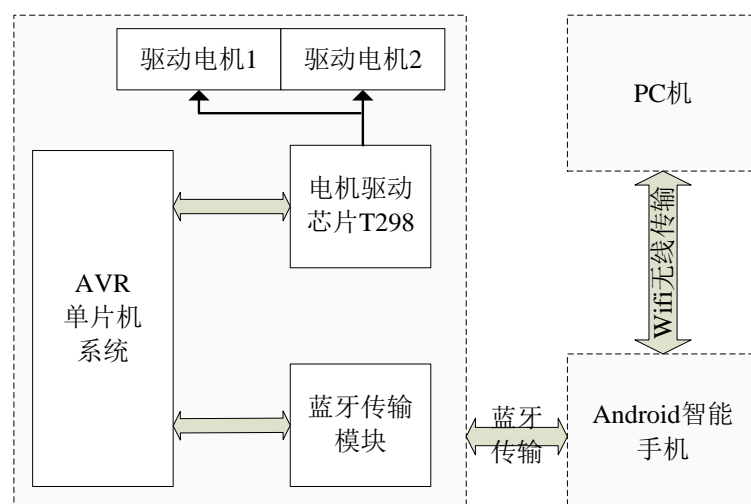 驱动电机1
驱动电机2
PC机
电机驱动
芯片T298
AVR
单片机
系统
Wifi无线传输
蓝牙传输
模块
蓝牙
传输
Android智能
手机